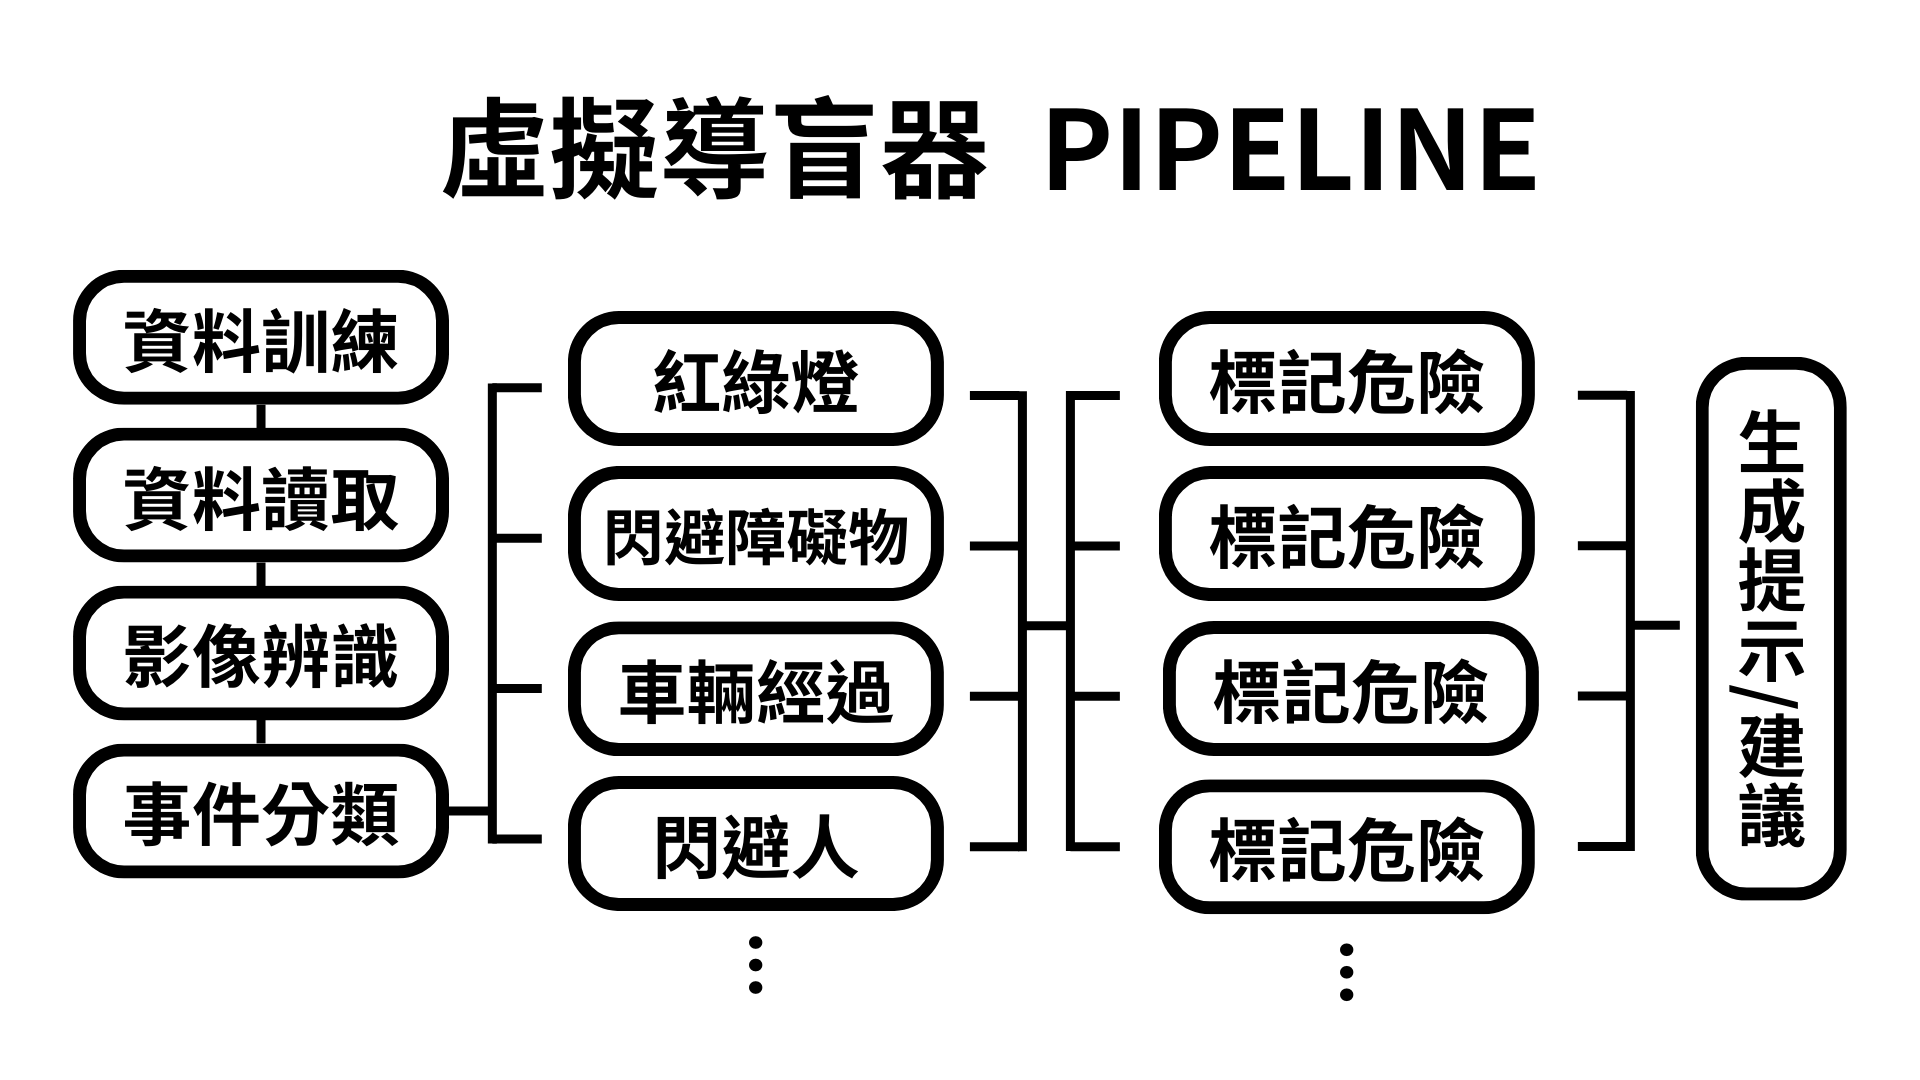 虛擬導盲器 PIPELINE
資料訓練
資料讀取
影像辨識
事件分類
紅綠燈
閃避障礙物
車輛經過
閃避人
標記危險
標記危險
標記危險
標記危險
生成提示/建議